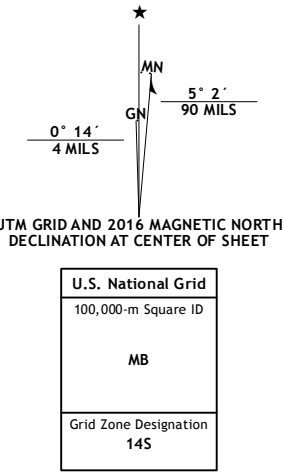 ★
MN
5° 2´
90 MILS
GN
0° 14´
4 MILS
UTM GRID AND 2016 MAGNETIC NORTH
DECLINATION AT CENTER OF SHEET
U.S. National Grid
100,000-m Square ID
MB
Grid Zone Designation
14S